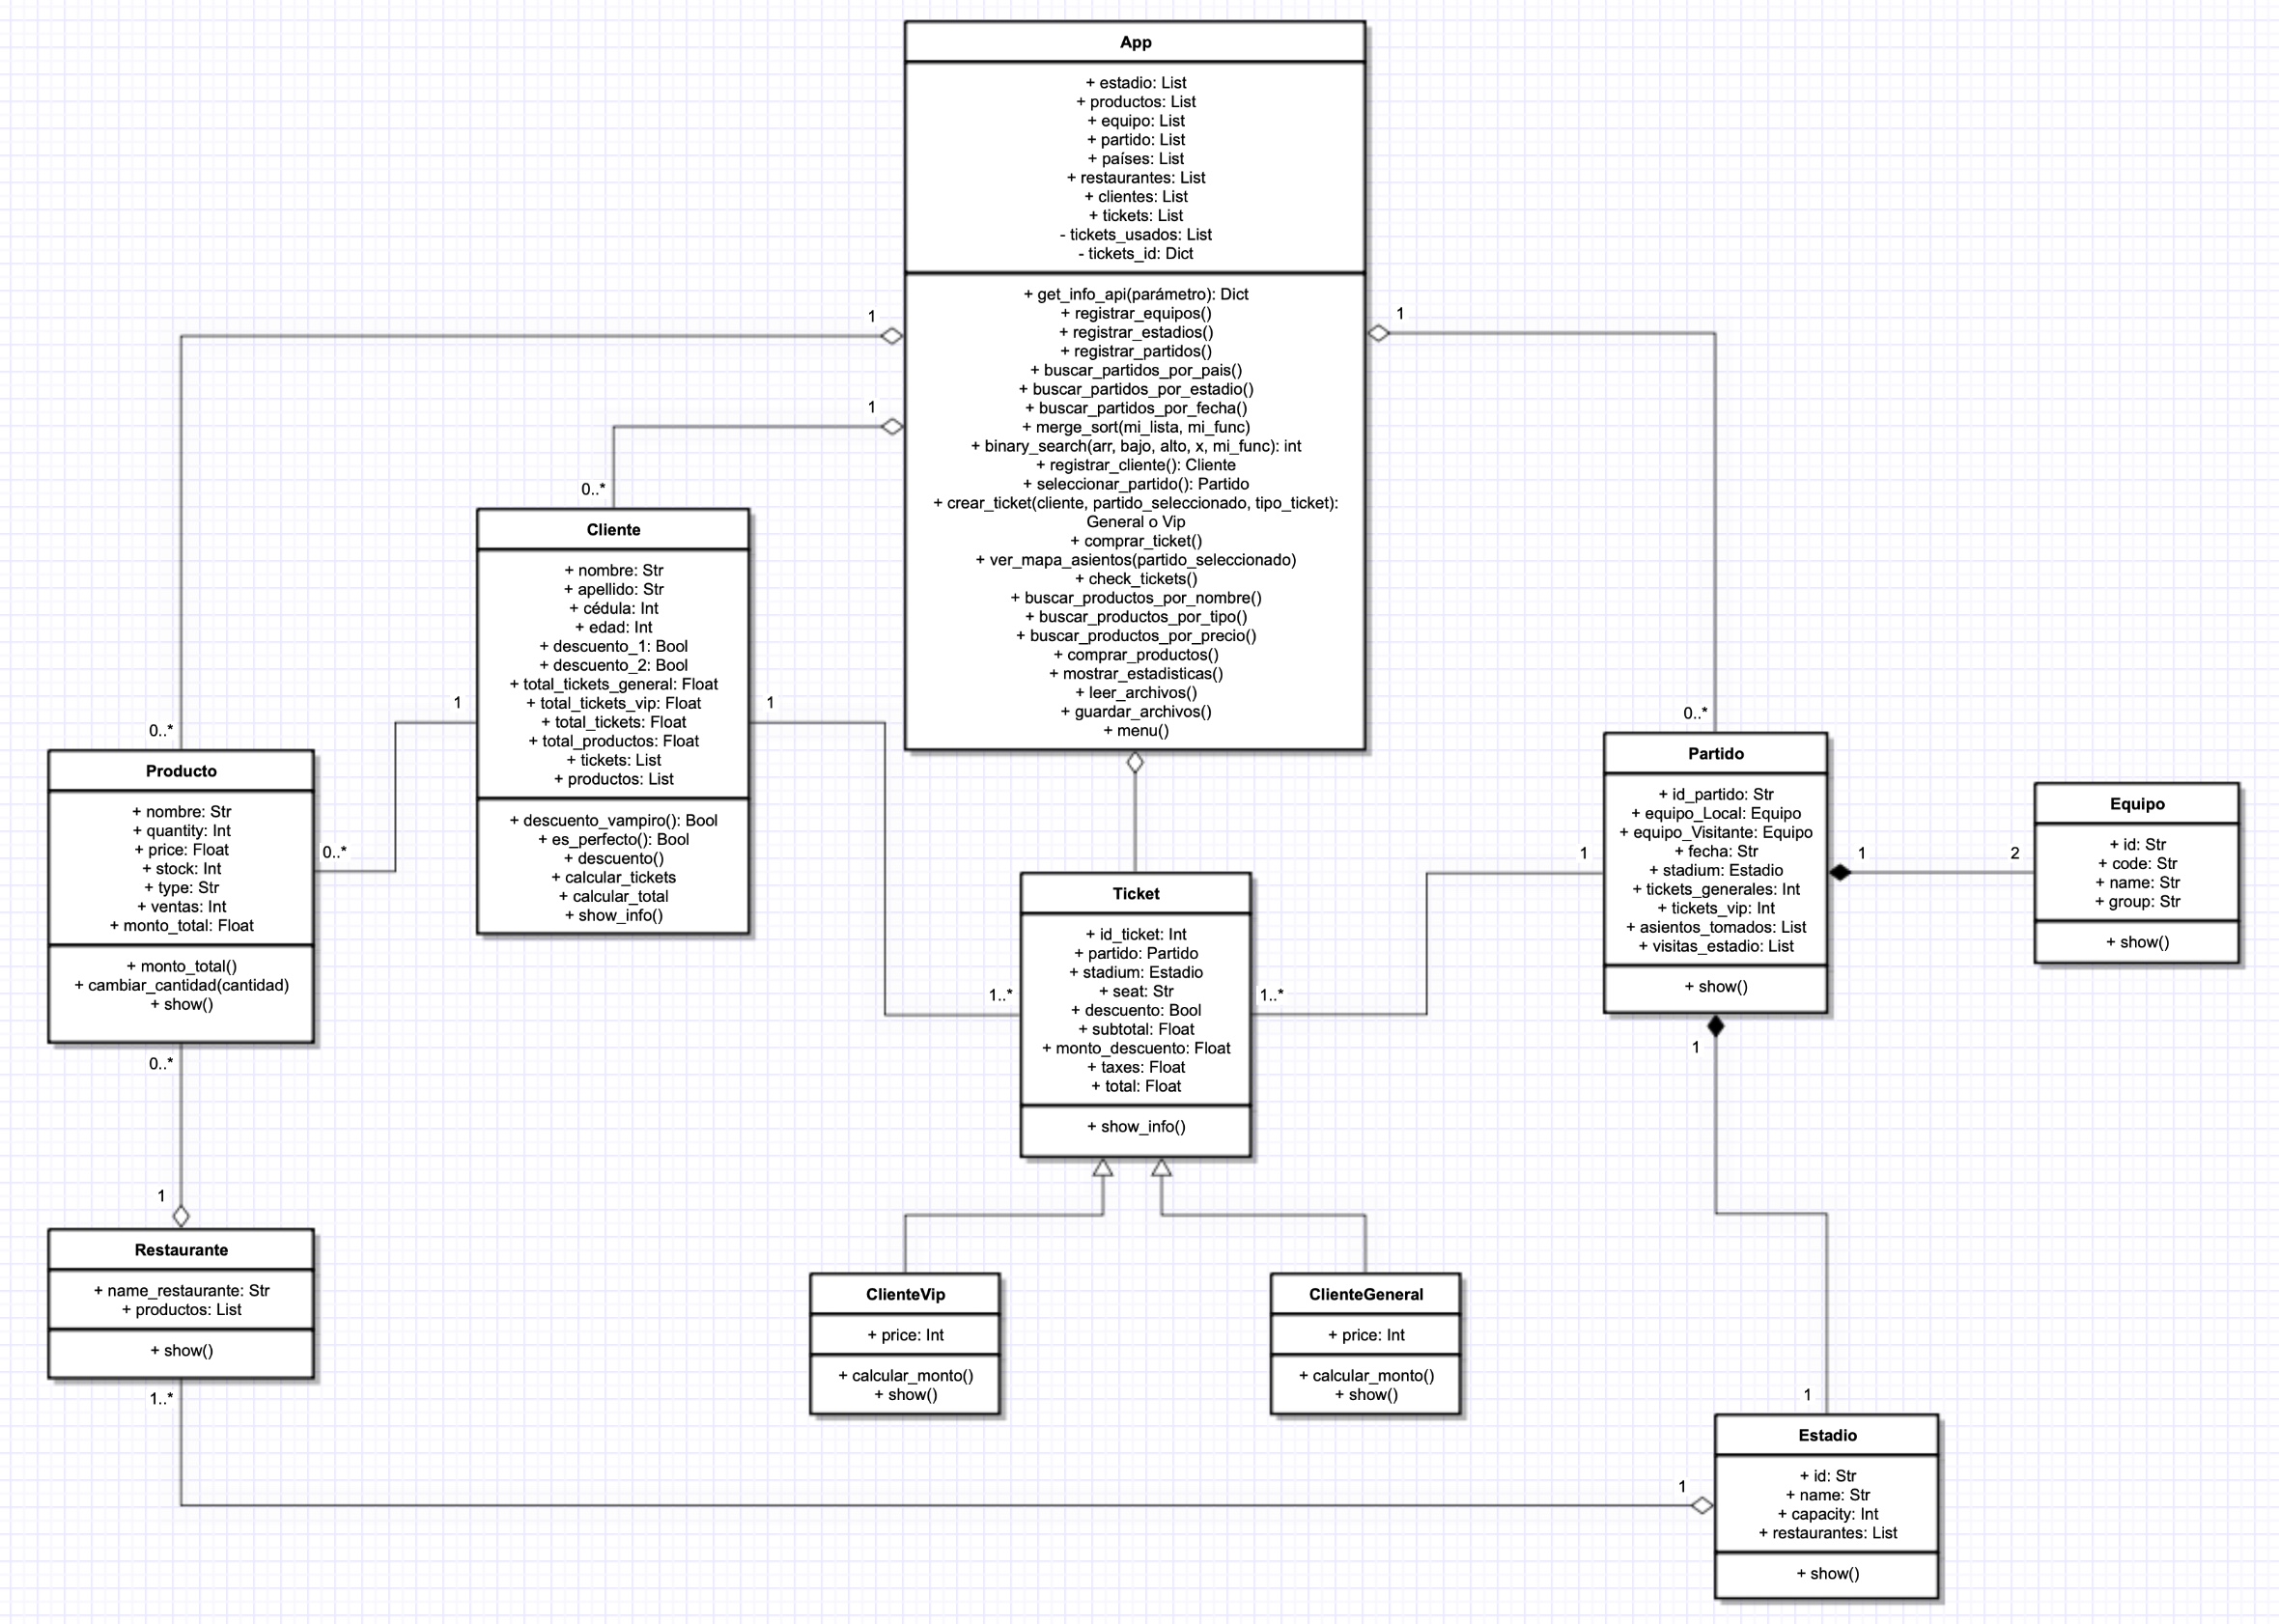 App
+ estadio: List
+ productos: List
+ equipo: List
+ partido: List
+ países: List
+ restaurantes: List
+ clientes: List
+ tickets: List
- tickets_usados: List
- tickets_id: Dict
+ get_info_api(parámetro): Dict
+ registrar_equipos()
+ registrar_estadios()
+ registrar_partidos()
+ buscar_partidos_por_pais()
+ buscar_partidos_por_estadio()
+ buscar_partidos_por_fecha()
+ merge_sort(mi_lista, mi_func)
+ binary_search(arr, bajo, alto, x, mi_func): int
+ registrar_cliente(): Cliente
+ seleccionar_partido(): Partido
+ crear_ticket(cliente, partido_seleccionado, tipo_ticket):
General o Vip
+ comprar_ticket()
+ ver_mapa_asientos(partido_seleccionado)
+ check_tickets()
+ buscar_productos_por_nombre()
+ buscar_productos_por_tipo()
+ buscar_productos_por_precio()
+ comprar_productos()
+ mostrar_estadisticas()
+ leer_archivos()
+ guardar_archivos()
+ menu()
1
1
1
0..*
0..*
0..*
Cliente
+ nombre: Str
+ apellido: Str
+ cédula: Int
+ edad: Int
+ descuento_1: Bool
+ descuento_2: Bool
+ total_tickets_general: Float
+ total_tickets_vip: Float
+ total_tickets: Float
+ total_productos: Float
+ tickets: List
+ productos: List
+ descuento_vampiro(): Bool
+ es_perfecto(): Bool
+ descuento()
+ calcular_tickets
+ calcular_total
+ show_info()
1
1
0..*
1..*
Producto
+ nombre: Str
+ quantity: Int
+ price: Float
+ stock: Int
+ type: Str
+ ventas: Int
+ monto_total: Float
+ monto_total()
+ cambiar_cantidad(cantidad)
+ show()
0..*
1
Partido
+ id_partido: Str
+ equipo_Local: Equipo
+ equipo_Visitante: Equipo
+ fecha: Str
+ stadium: Estadio
+ tickets_generales: Int
+ tickets_vip: Int
+ asientos_tomados: List
+ visitas_estadio: List
+ show()
1
1
2
1..*
1
Equipo
+ id: Str
+ code: Str
+ name: Str
+ group: Str
+ show()
Ticket
+ id_ticket: Int
+ partido: Partido
+ stadium: Estadio
+ seat: Str
+ descuento: Bool
+ subtotal: Float
+ monto_descuento: Float
+ taxes: Float
+ total: Float
+ show_info()
Restaurante
+ name_restaurante: Str
+ productos: List
+ show()
1..*
ClienteVip
+ price: Int
+ calcular_monto()
+ show()
ClienteGeneral
+ price: Int
+ calcular_monto()
+ show()
1
1
Estadio
+ id: Str
+ name: Str
+ capacity: Int
+ restaurantes: List
+ show()